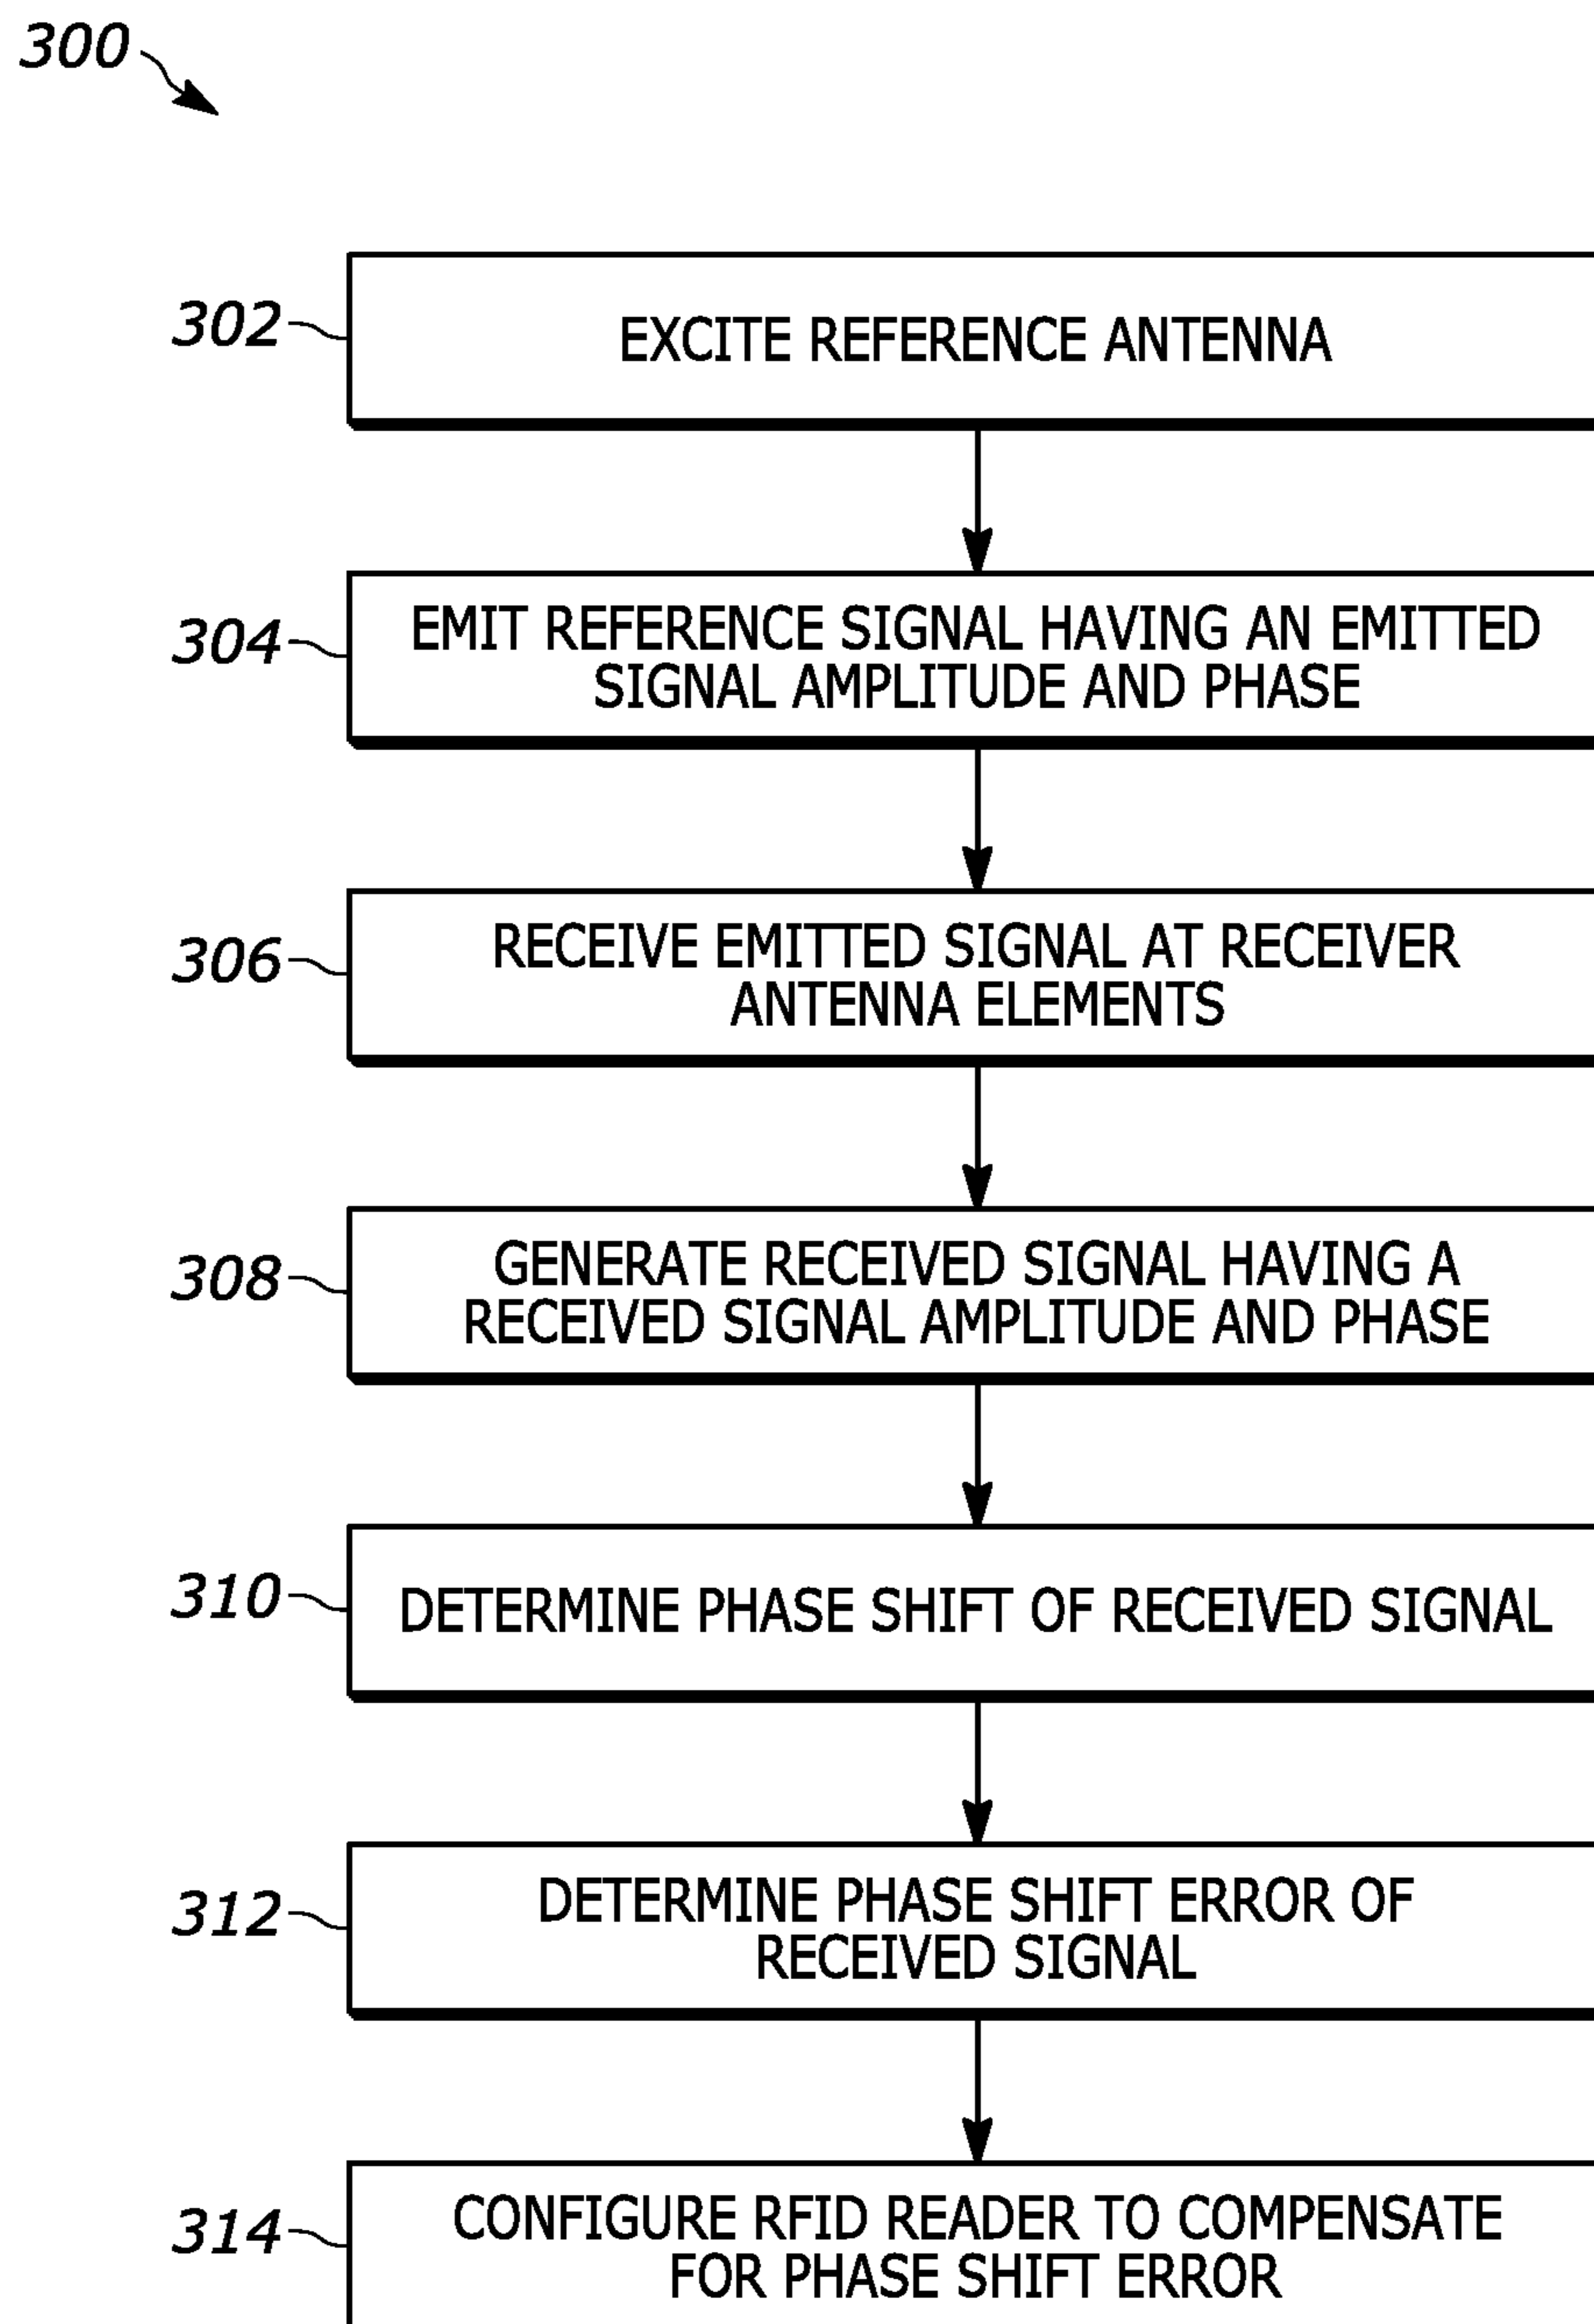 300
302
EXCITE REFERENCE ANTENNA
304
EMIT REFERENCE SIGNAL HAVING AN EMITTED
SIGNAL AMPLITUDE AND PHASE
306
RECEIVE EMITTED SIGNAL AT RECEIVER
ANTENNA ELEMENTS
308
GENERATE RECEIVED SIGNAL HAVING A
RECEIVED SIGNAL AMPLITUDE AND PHASE
310
DETERMINE PHASE SHIFT OF RECEIVED SIGNAL
312
DETERMINE PHASE SHIFT ERROR OF
RECEIVED SIGNAL
314
CONFIGURE RFID READER TO COMPENSATE
FOR PHASE SHIFT ERROR